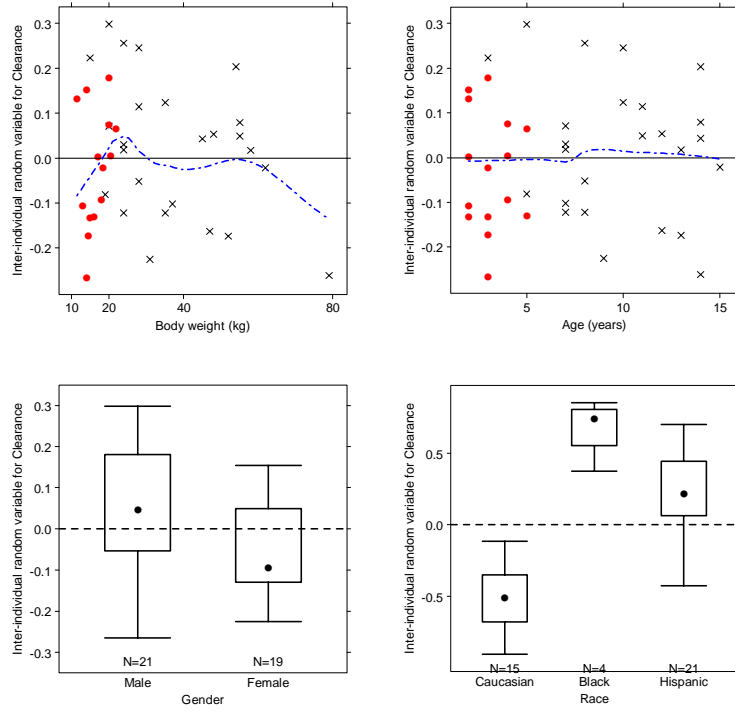 Inter-individual random variable for Clearance
0.3
0.2
0.1
0.0
-0.1
-0.2
10
20
40
80
Body weight (kg)
Inter-individual random variable for Clearance
0.3
0.2
0.1
0.0
-0.1
-0.2
5
10
15
Age (years)
Inter-individual random variable for Clearance
0.3
0.2
0.1
0.0
-0.1
-0.2
-0.3
N=21
N=19
Male
Female
Gender
Inter-individual random variable for Clearance
0.5
0.0
-0.5
N=15
N=4
N=21
Caucasian
Black
Hispanic
Race